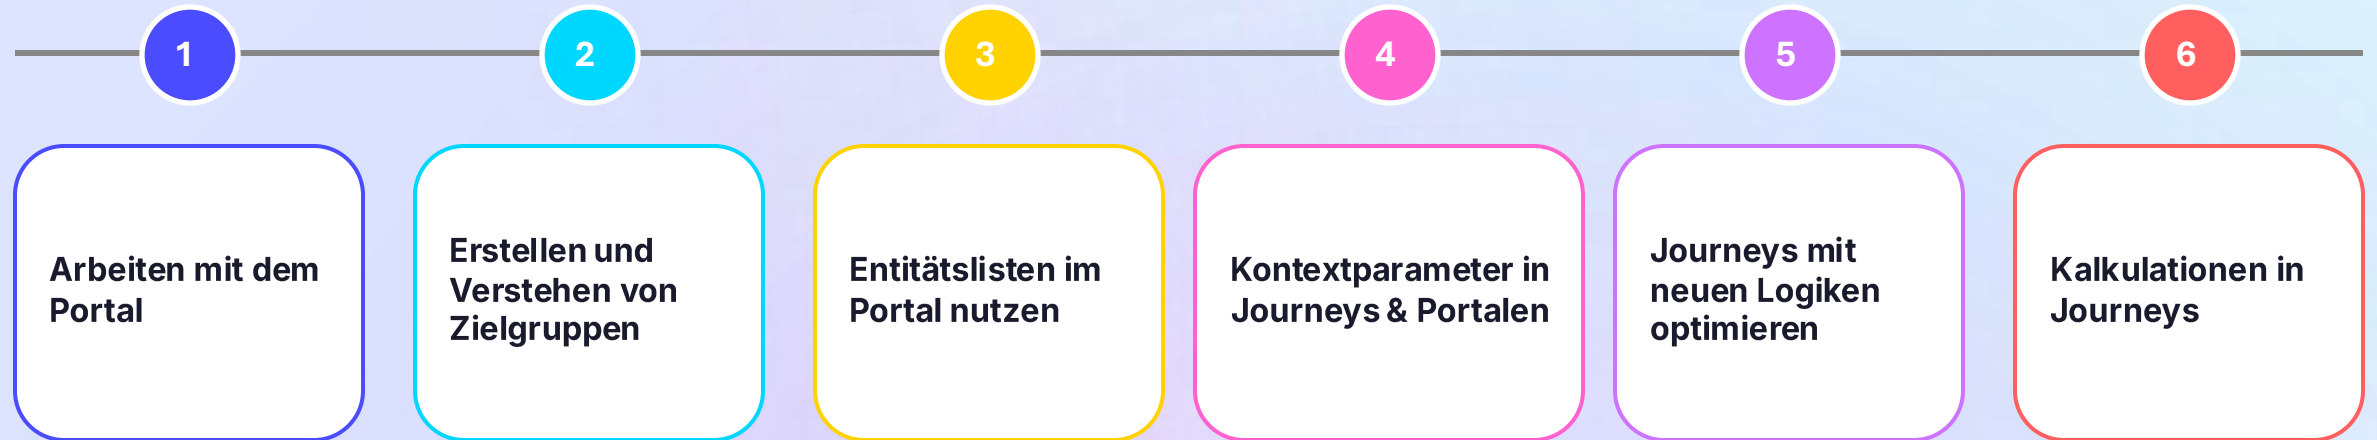 1
2
3
4
5
6
Arbeiten mit dem
Portal
Erstellen und
Verstehen von
Zielgruppen
Entitätslisten im
Portal nutzen
Kontextparameter in
Journeys & Portalen
Journeys mit
neuen Logiken
optimieren
Kalkulationen in
Journeys